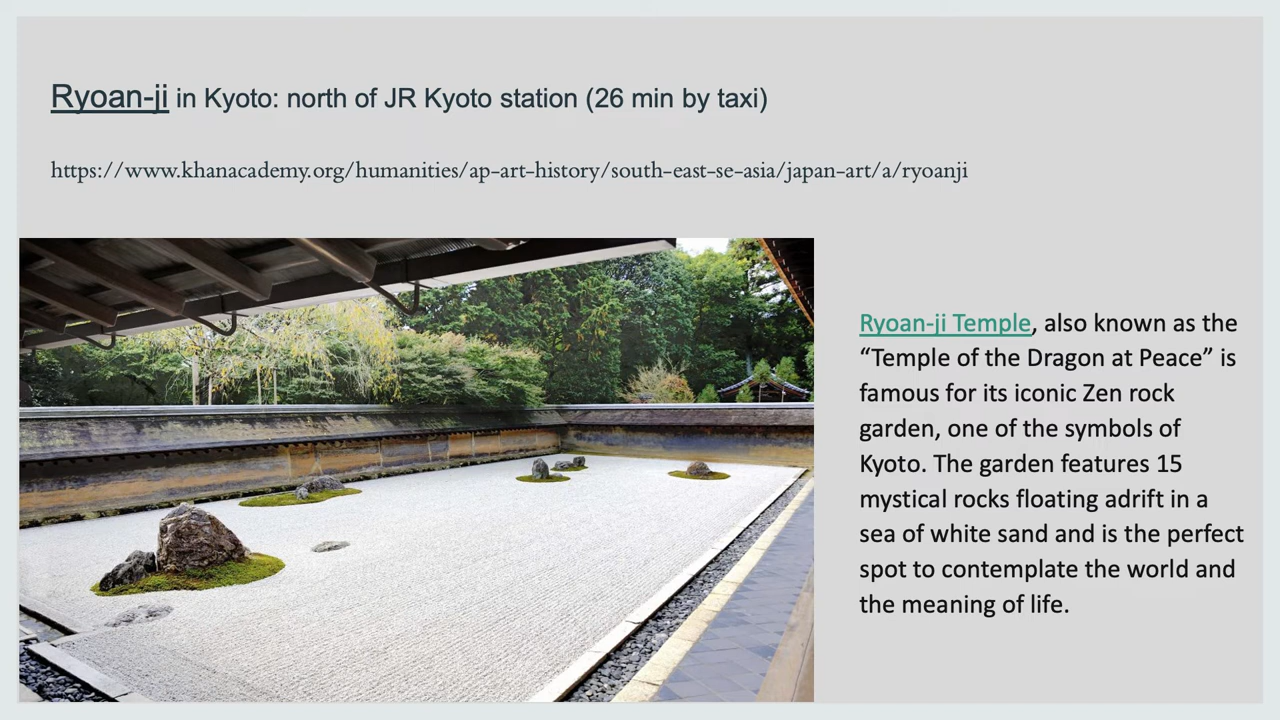 Ryoan-ji in Kyoto: north of JR Kyoto station (26 min by taxi)
https://www.khanacademy.org/humanities/ap-art-history/south-east-se-asia/japan-art/a/ryoanji
Ryoan-ji Temple, also known as the
“Temple of the Dragon at Peace” is
famous for its iconic Zen rock
garden, one of the symbols of
Kyoto. The garden features 15
mystical rocks floating adrift in a
sea of white sand and is the perfect
spot to contemplate the world and
the meaning of life.